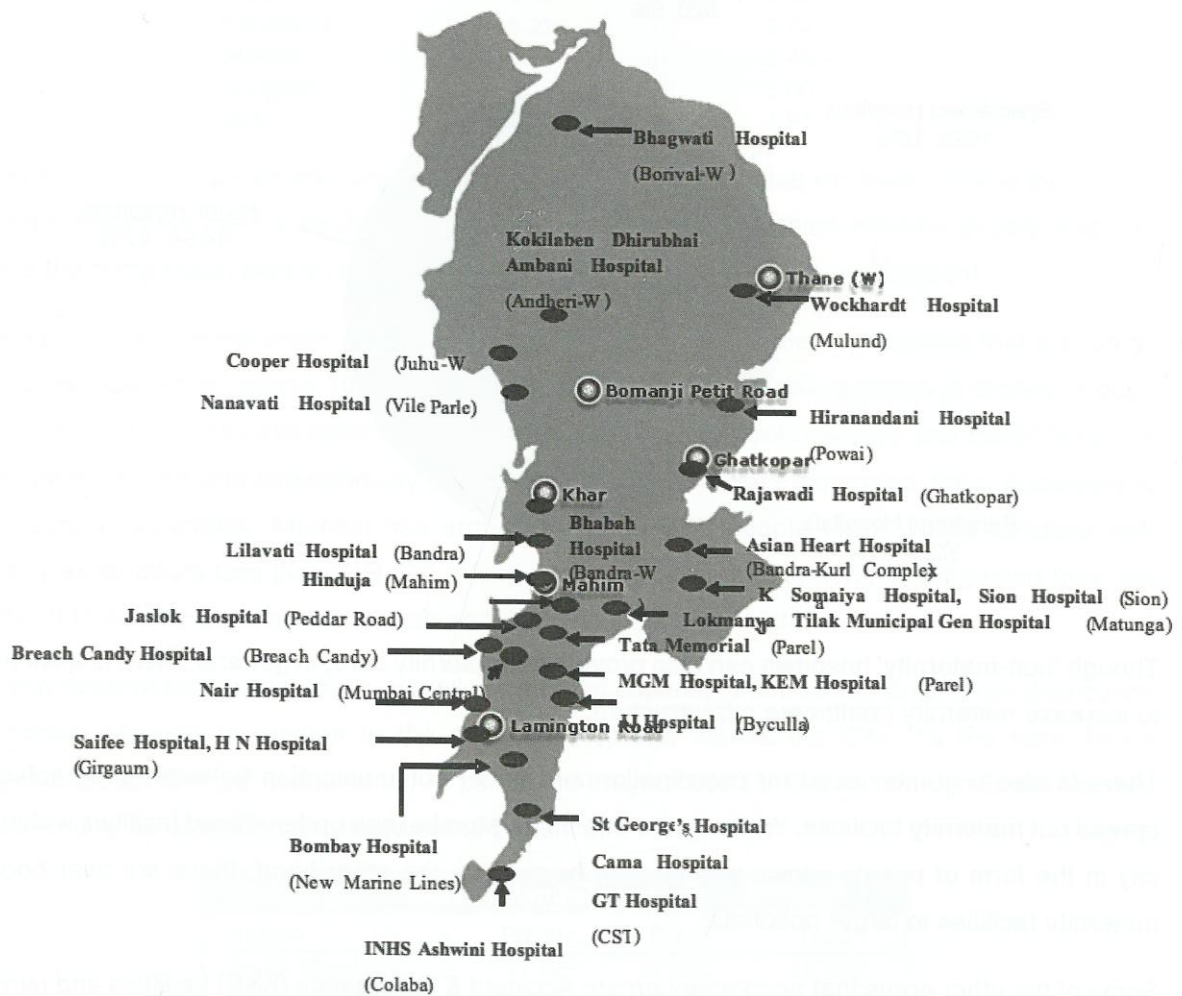 Bhagwati Hospital
(Borival-W )
Kokilaben Dhirubhai
Ambani Hospital
(Andheri-W )
Thane (W)
Wockhardt Hospital
(Mulund)
Cooper Hospital (Juhu-W
Nanavati Hospital (Vile Parle)
Bomanji Petit Road
Hiranandani Hospital
(Powai)
Ghatkopar
Rajawadi Hospital (Ghatkopar)
Khar
Bhabah
Hospital
(Bandra-W
Lilavati Hospital (Bandra)
Asian Heart Hospital
(Bandra-Kurl Complex
Hinduja (Mahim)
Mahim
K Somaiya Hospital, Sion Hospital (Sion)
Jaslok Hospital (Peddar Road)
Lokmanya Tilak Municipal Gen Hospital (Matunga)
Tata Memorial (Parel)
Breach Candy Hospital (Breach Candy)
MGM Hospital, KEM Hospital (Parel)
Nair Hospital (Mumbai Central)
Lamington Road
JJ Hospital (Byculla)
Saifee Hospital, H N Hospital
(Girgaum)
Bombay Hospital
(New Marine Lines)
St George's Hospital
Cama Hospital
GT Hospital
(CST)
INHS Ashwini Hospital
(Colaba)